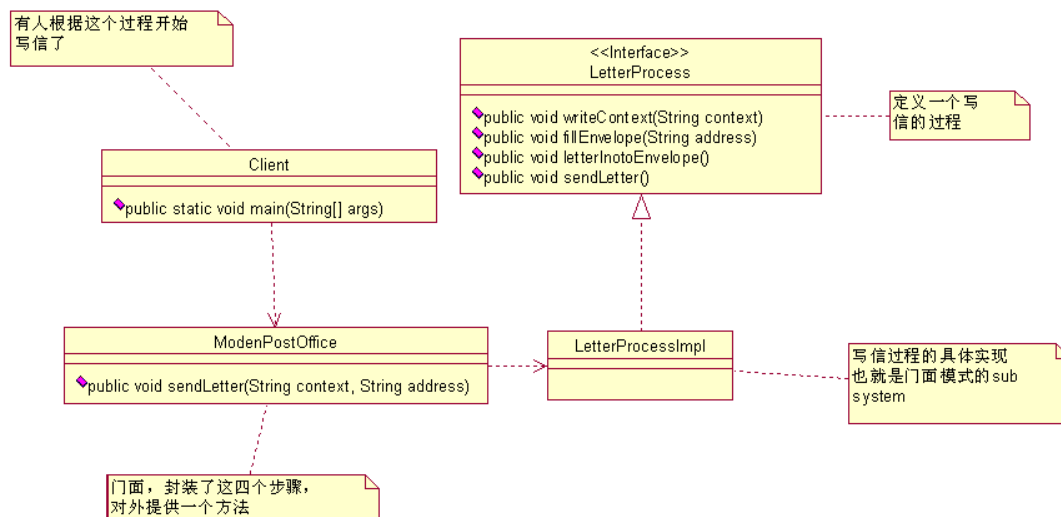 有人根据这个过程开始
写信了
<<Interface>>
LetterProcess
public void writeContext(String context)
public void fillEnvelope(String address)
public void letterInotoEnvelope()
public void sendLetter()
定义一个写
信的过程
Client
public static void main(String[] args)
ModenPostOffice
public void sendLetter(String context, String address)
LetterProcessImpl
写信过程的具体实现
也就是门面模式的sub
system
门面，封装了这四个步骤，
对外提供一个方法